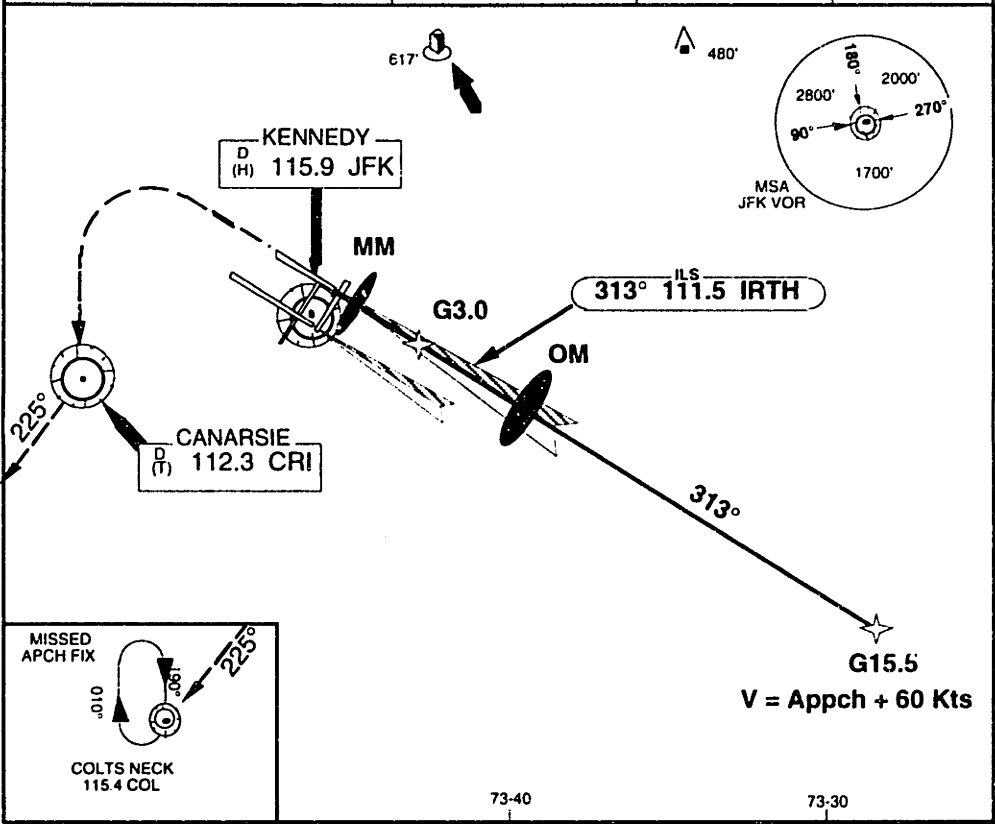 617'
480'
180°
2000'
2800'
270°
90°
1700'
MSA
JFK VOR
KENNEDY
D
(H) 115.9 JFK
MM
G3.0
ILS
313° 111.5 IRTH
OM
225°
CANARSIE
D
(T) 112.3 CRI
313°
G15.5
V = Appch + 60 Kts
MISSED
APCH FIX
225°
190°
010°
COLTS NECK
115.4 COL
73-40
73-30